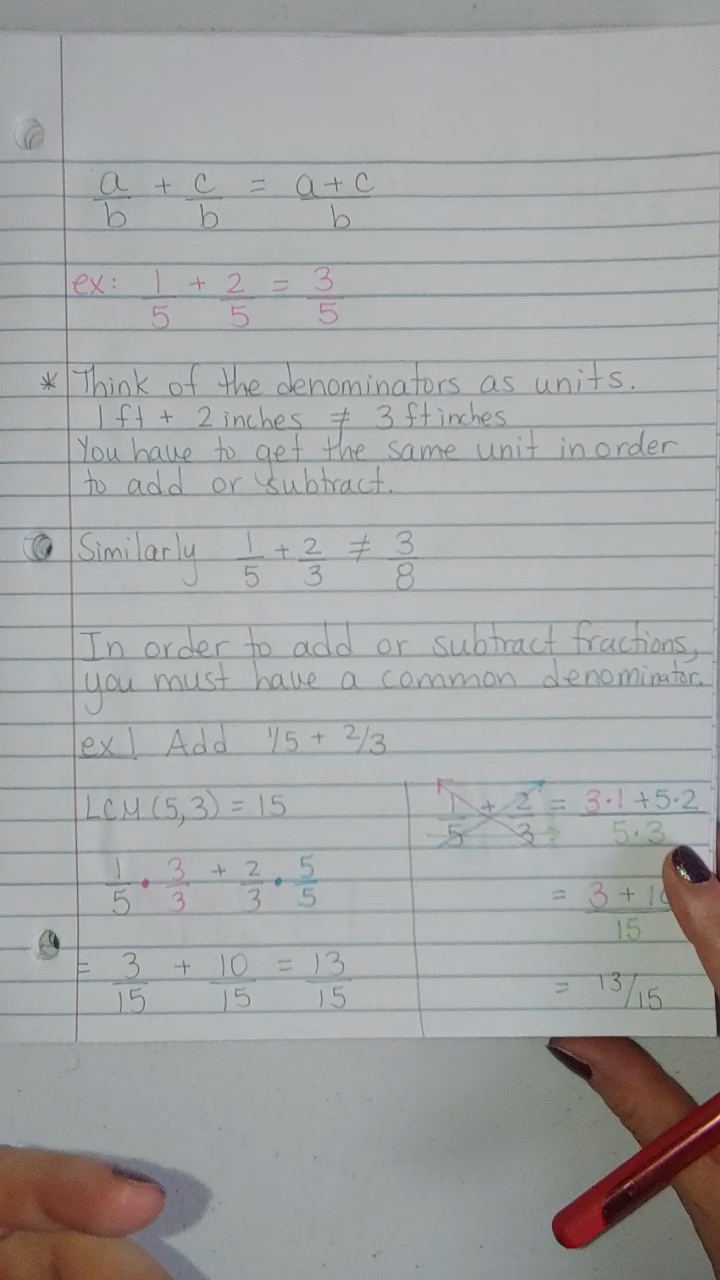 a/b + c/b = a+c/b
ex: 1/5 + 2/5 = 3/5
* Think of the denominators as units.
1 ft + 2 inches ≠ 3 ft inches
You have to get the same unit in order
to add or subtract.
Similarly 1/5 + 2/3 ≠ 3/8
In order to add or subtract fractions,
you must have a common denominator.
ex] Add 1/5 + 2/3
LCM (5,3) = 15
1/5 • 3/3 + 2/3 • 5/5
= 3/15 + 10/15 = 13/15
1/5 + 2/3 = 3•1 + 5•2/5•3
= 3 + 10/15
= 13/15